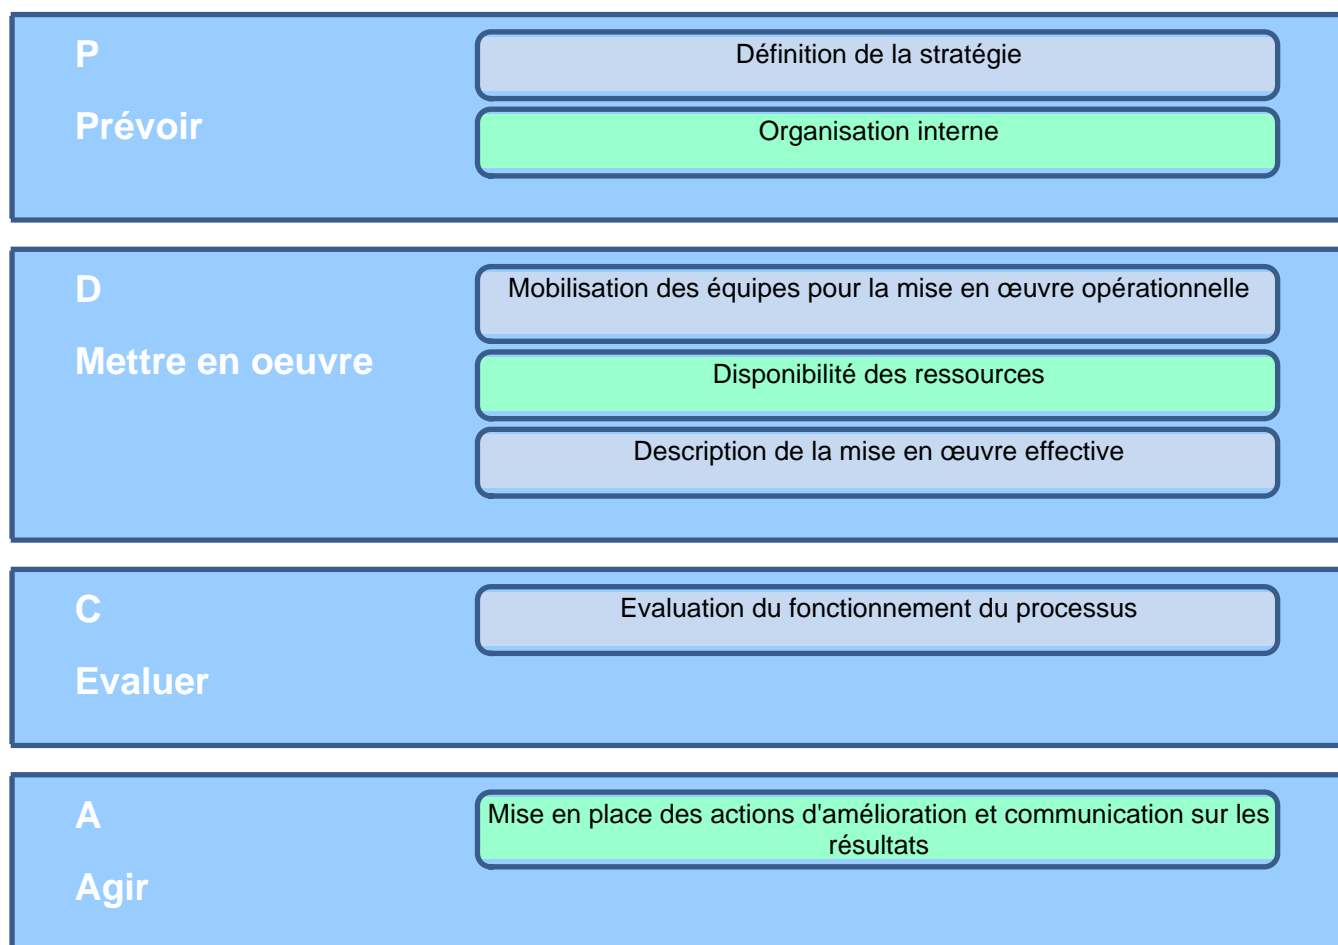 P
Prévoir
Définition de la stratégie
Organisation interne
D
Mettre en oeuvre
Mobilisation des équipes pour la mise en œuvre opérationnelle
Disponibilité des ressources
Description de la mise en œuvre effective
C
Evaluer
Evaluation du fonctionnement du processus
A
Agir
Mise en place des actions d'amélioration et communication sur les
résultats